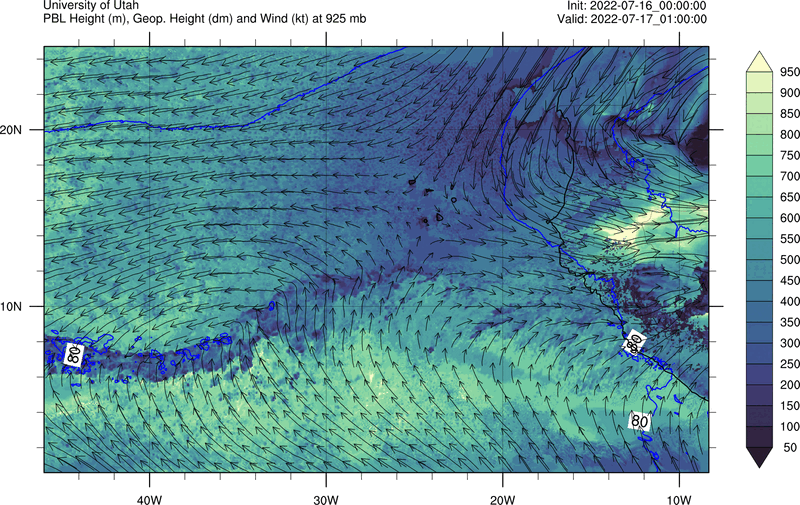 University of Utah
PBL Height (m), Geop. Height (dm) and Wind (kt) at 925 mb
Init: 2022-07-16_00:00:00
Valid: 2022-07-17_01:00:00
950
900
850
800
750
700
650
600
550
500
450
400
350
300
250
200
150
100
50
20N
10N
80
80
80
80
40W
30W
20W
10W